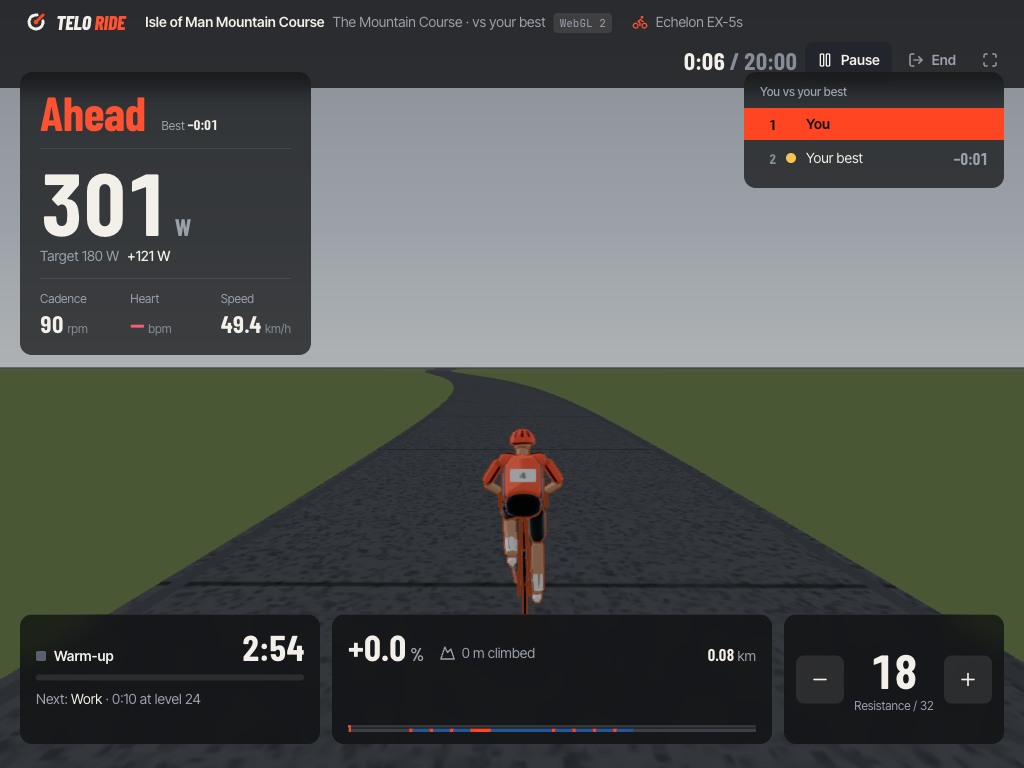 TELO RIDE Isle of Man Mountain Course The Mountain Course · vs your best WebGL 2 Echelon EX-5s
0:06 / 20:00 Pause End
Ahead Best −0:01
301 W
Target 180 W +121 W
Cadence Heart Speed
90 rpm – bpm 49.4 km/h
You vs your best
1 You
2 Your best −0:01
4
Warm-up 2:54
Next: Work · 0:10 at level 24
+0.0 % 0 m climbed 0.08 km
− 18 +
Resistance / 32